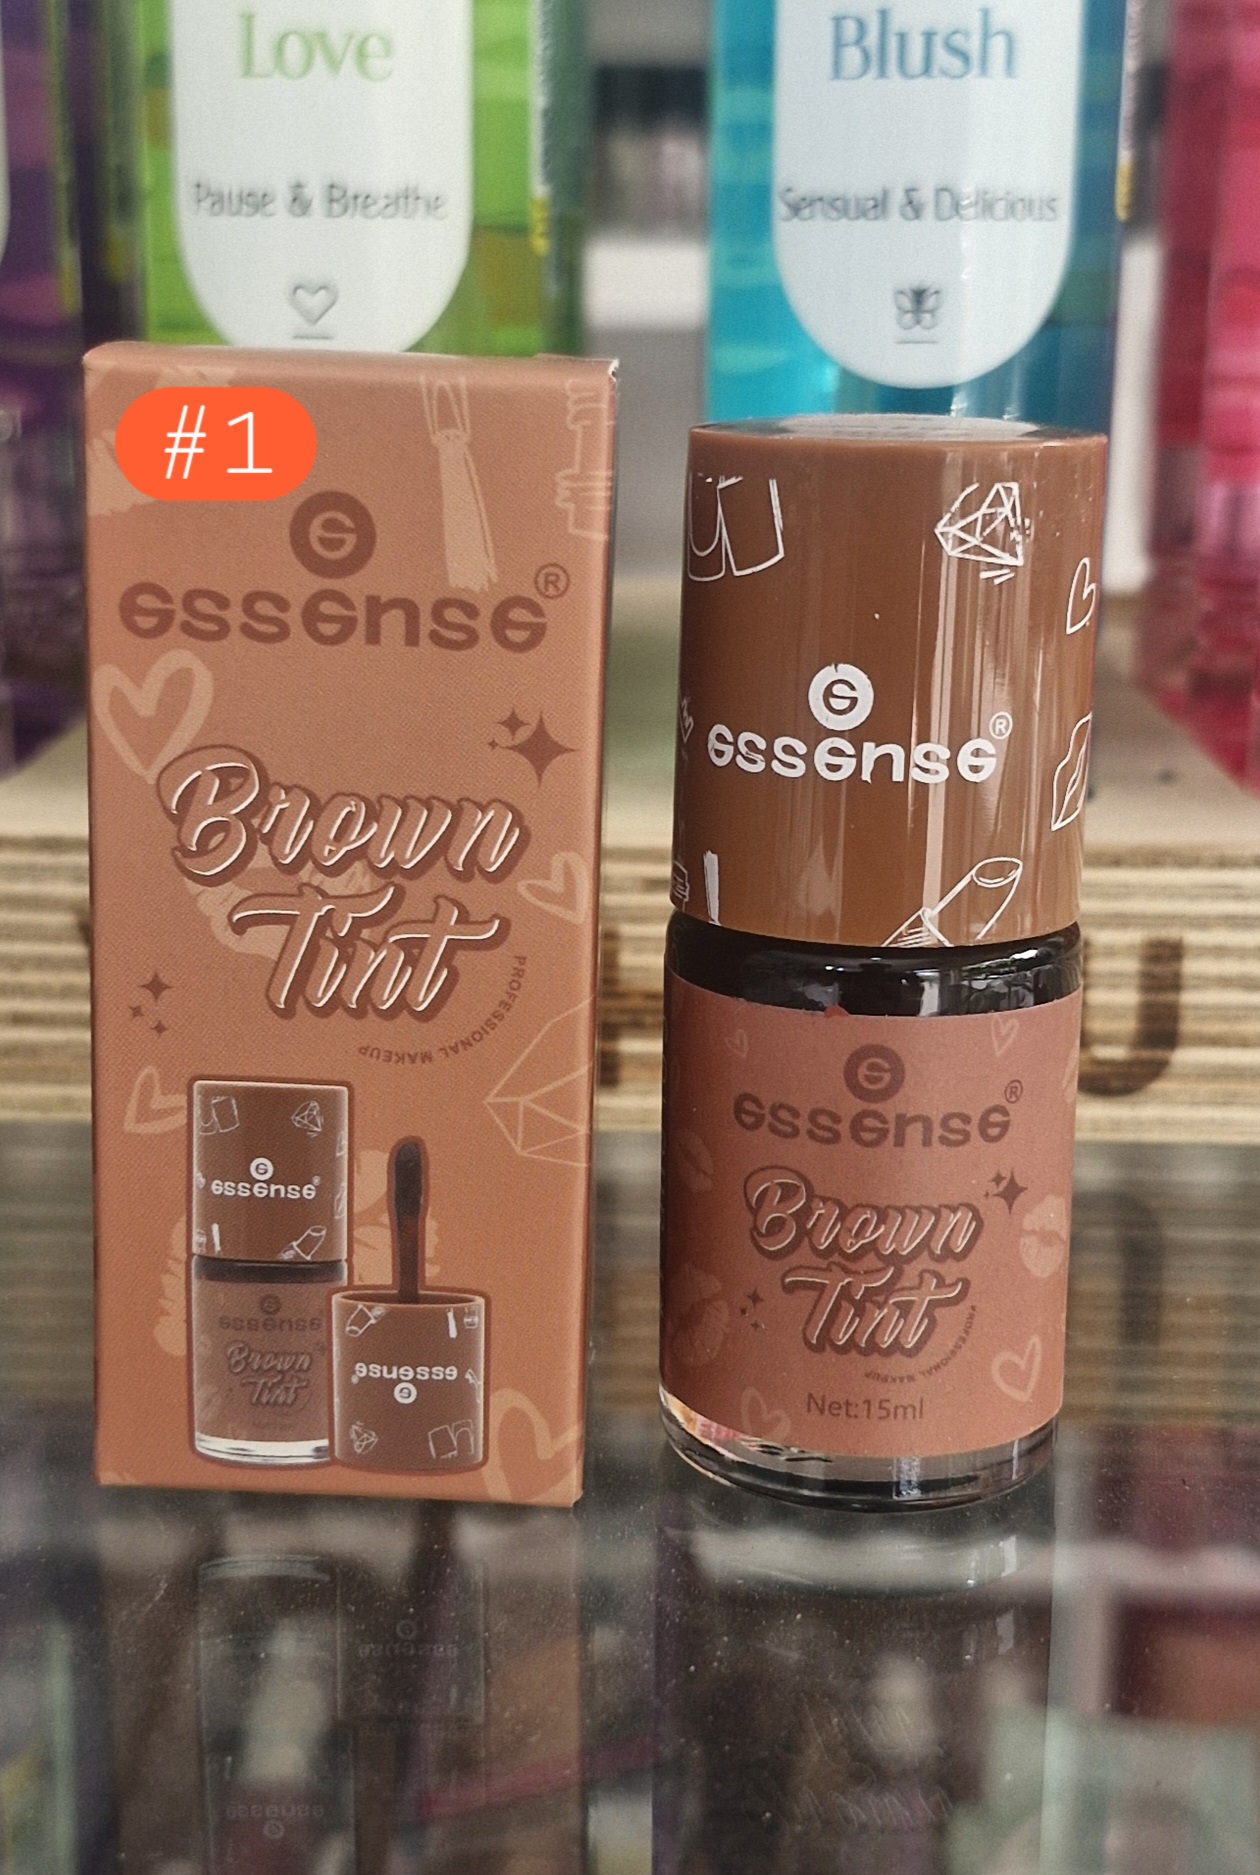 Love
Pause & Breathe
Blush
Sensual & Delicious
#1
essense®
Brown
Tint
PROFESSIONAL MAKEUP
essense
essense
Brown
Tint
essense
essense®
essense®
Brown
Tint
PROFESSIONAL MAKEUP
Net:15ml